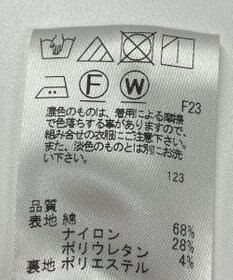 F W
F23
濃色のものは、着用による摩擦
で色落ちする事がありますので、
組み合せの衣服にご注意下さい。
また、淡色のものとは別にお洗
い下さい。
123
品質
表地 綿 68%
ナイロン 28%
ポリウレタン 4%
裏地 ポリエステル